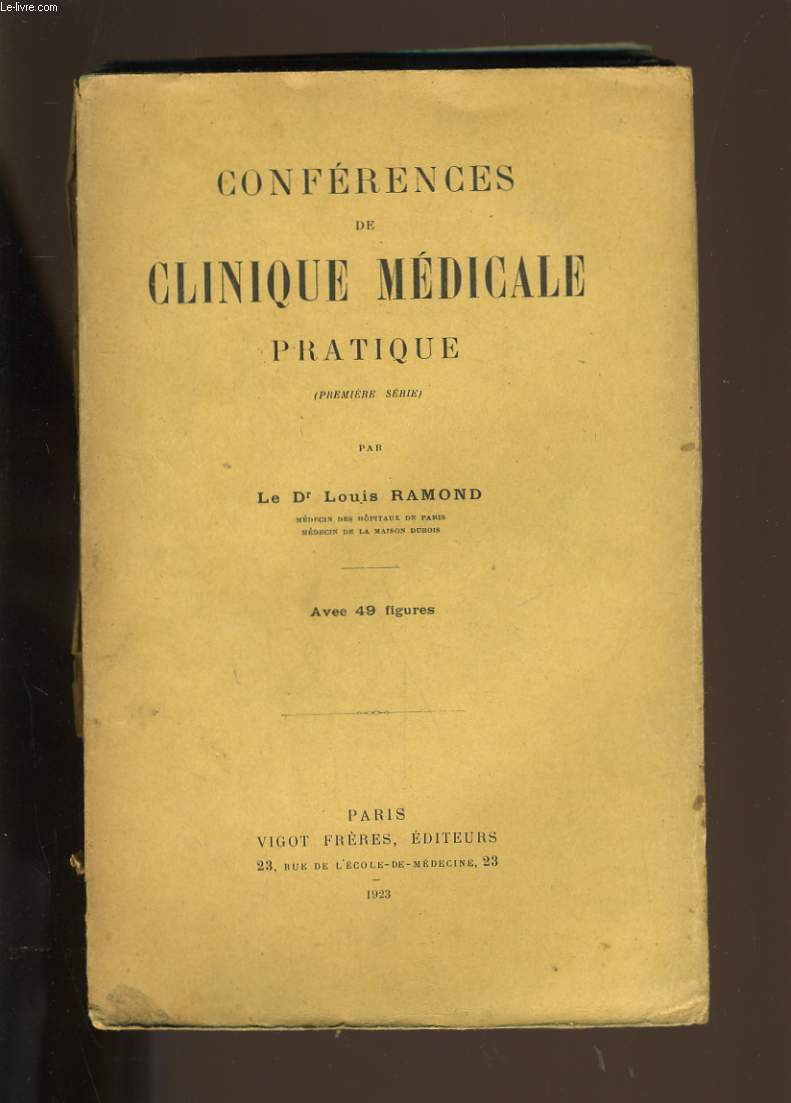 Le-livre.com
CONFÉRENCES
DE
CLINIQUE MÉDICALE
PRATIQUE
(PREMIÈRE SÉRIE)
PAR
Le Dr Louis RAMOND
MÉDECIN DES HÔPITAUX DE PARIS
MÉDECIN DE LA MAISON DUBOIS
Avec 49 figures
PARIS
VIGOT FRÈRES, ÉDITEURS
23, RUE DE L'ÉCOLE-DE-MÉDECINE, 23
1923